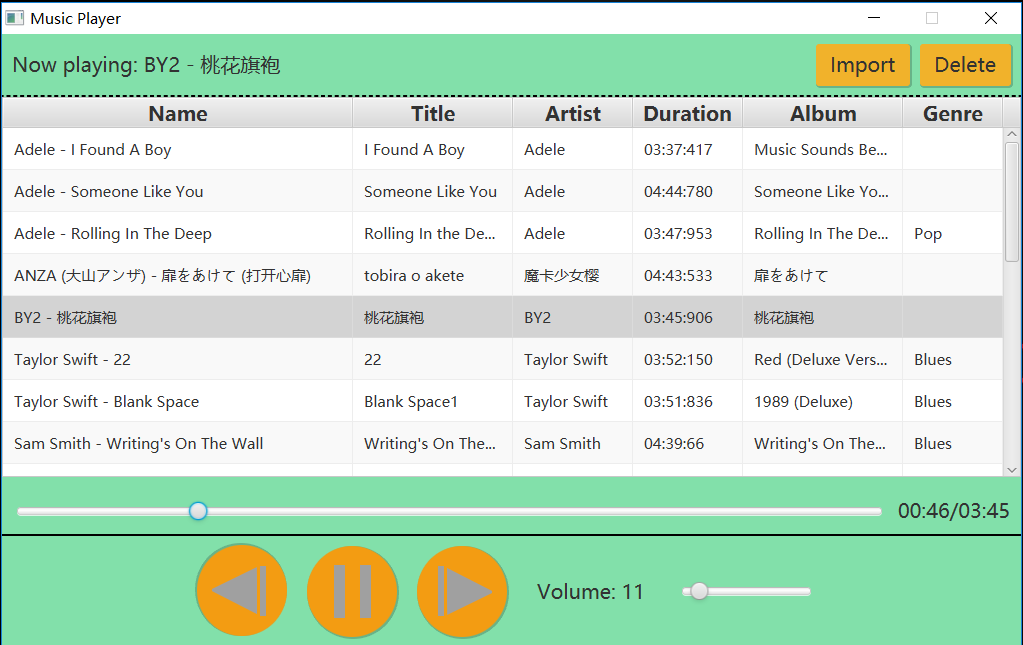 Music Player
Now playing: BY2 - 桃花旗袍 Import Delete
Name Title Artist Duration Album Genre
Adele - I Found A Boy I Found A Boy Adele 03:37:417 Music Sounds Be...
Adele - Someone Like You Someone Like You Adele 04:44:780 Someone Like Yo...
Adele - Rolling In The Deep Rolling In the De... Adele 03:47:953 Rolling In The De... Pop
ANZA (大山アンザ) - 扉をあけて (打开心扉) tobira o akete 魔卡少女樱 04:43:533 扉をあけて
BY2 - 桃花旗袍 桃花旗袍 BY2 03:45:906 桃花旗袍
Taylor Swift - 22 22 Taylor Swift 03:52:150 Red (Deluxe Vers... Blues
Taylor Swift - Blank Space Blank Space1 Taylor Swift 03:51:836 1989 (Deluxe) Blues
Sam Smith - Writing's On The Wall Writing's On The... Sam Smith 04:39:66 Writing's On The... Blues
00:46/03:45
Volume: 11